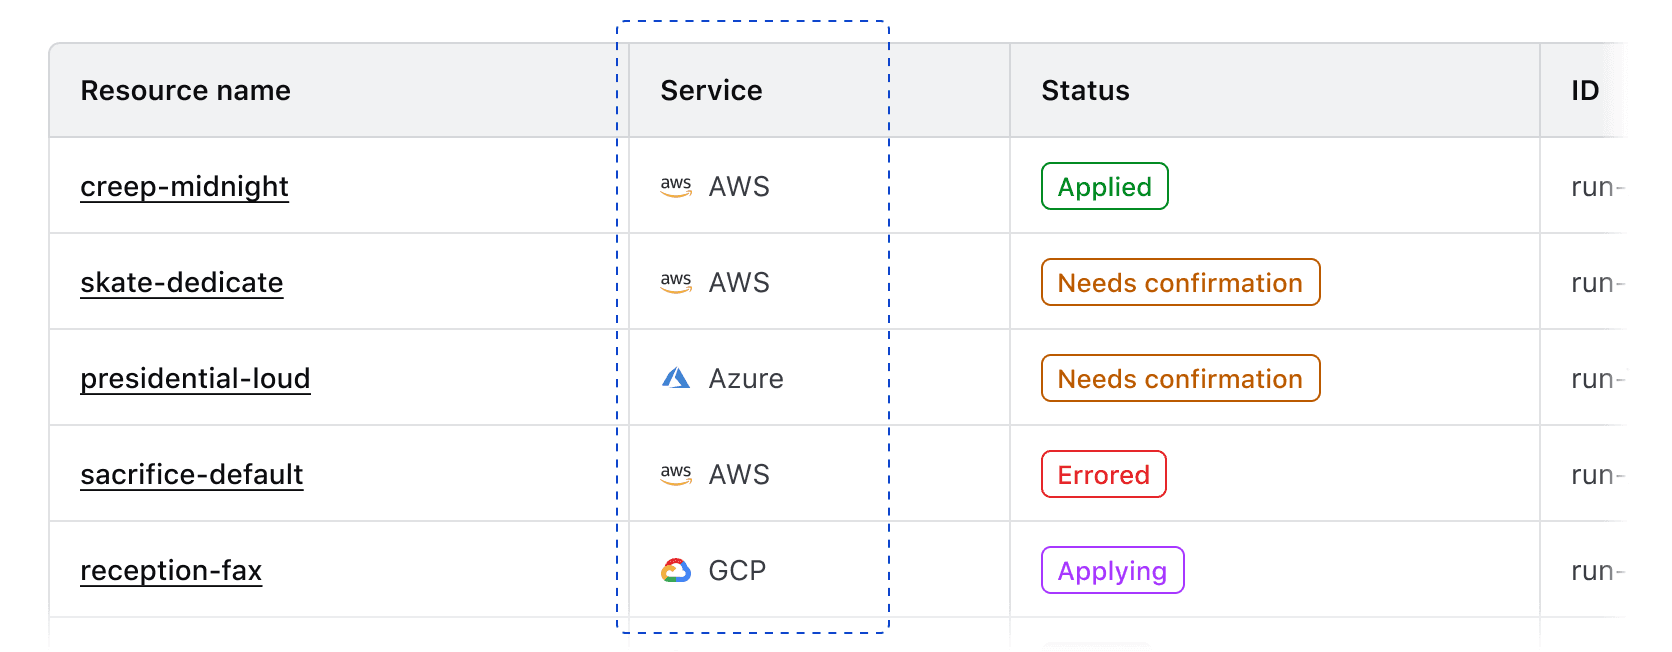 Resource name Service Status ID
creep-midnight aws AWS Applied run-
skate-dedicate aws AWS Needs confirmation run-
presidential-loud Azure Needs confirmation run-
sacrifice-default aws AWS Errored run-
reception-fax GCP Applying run-